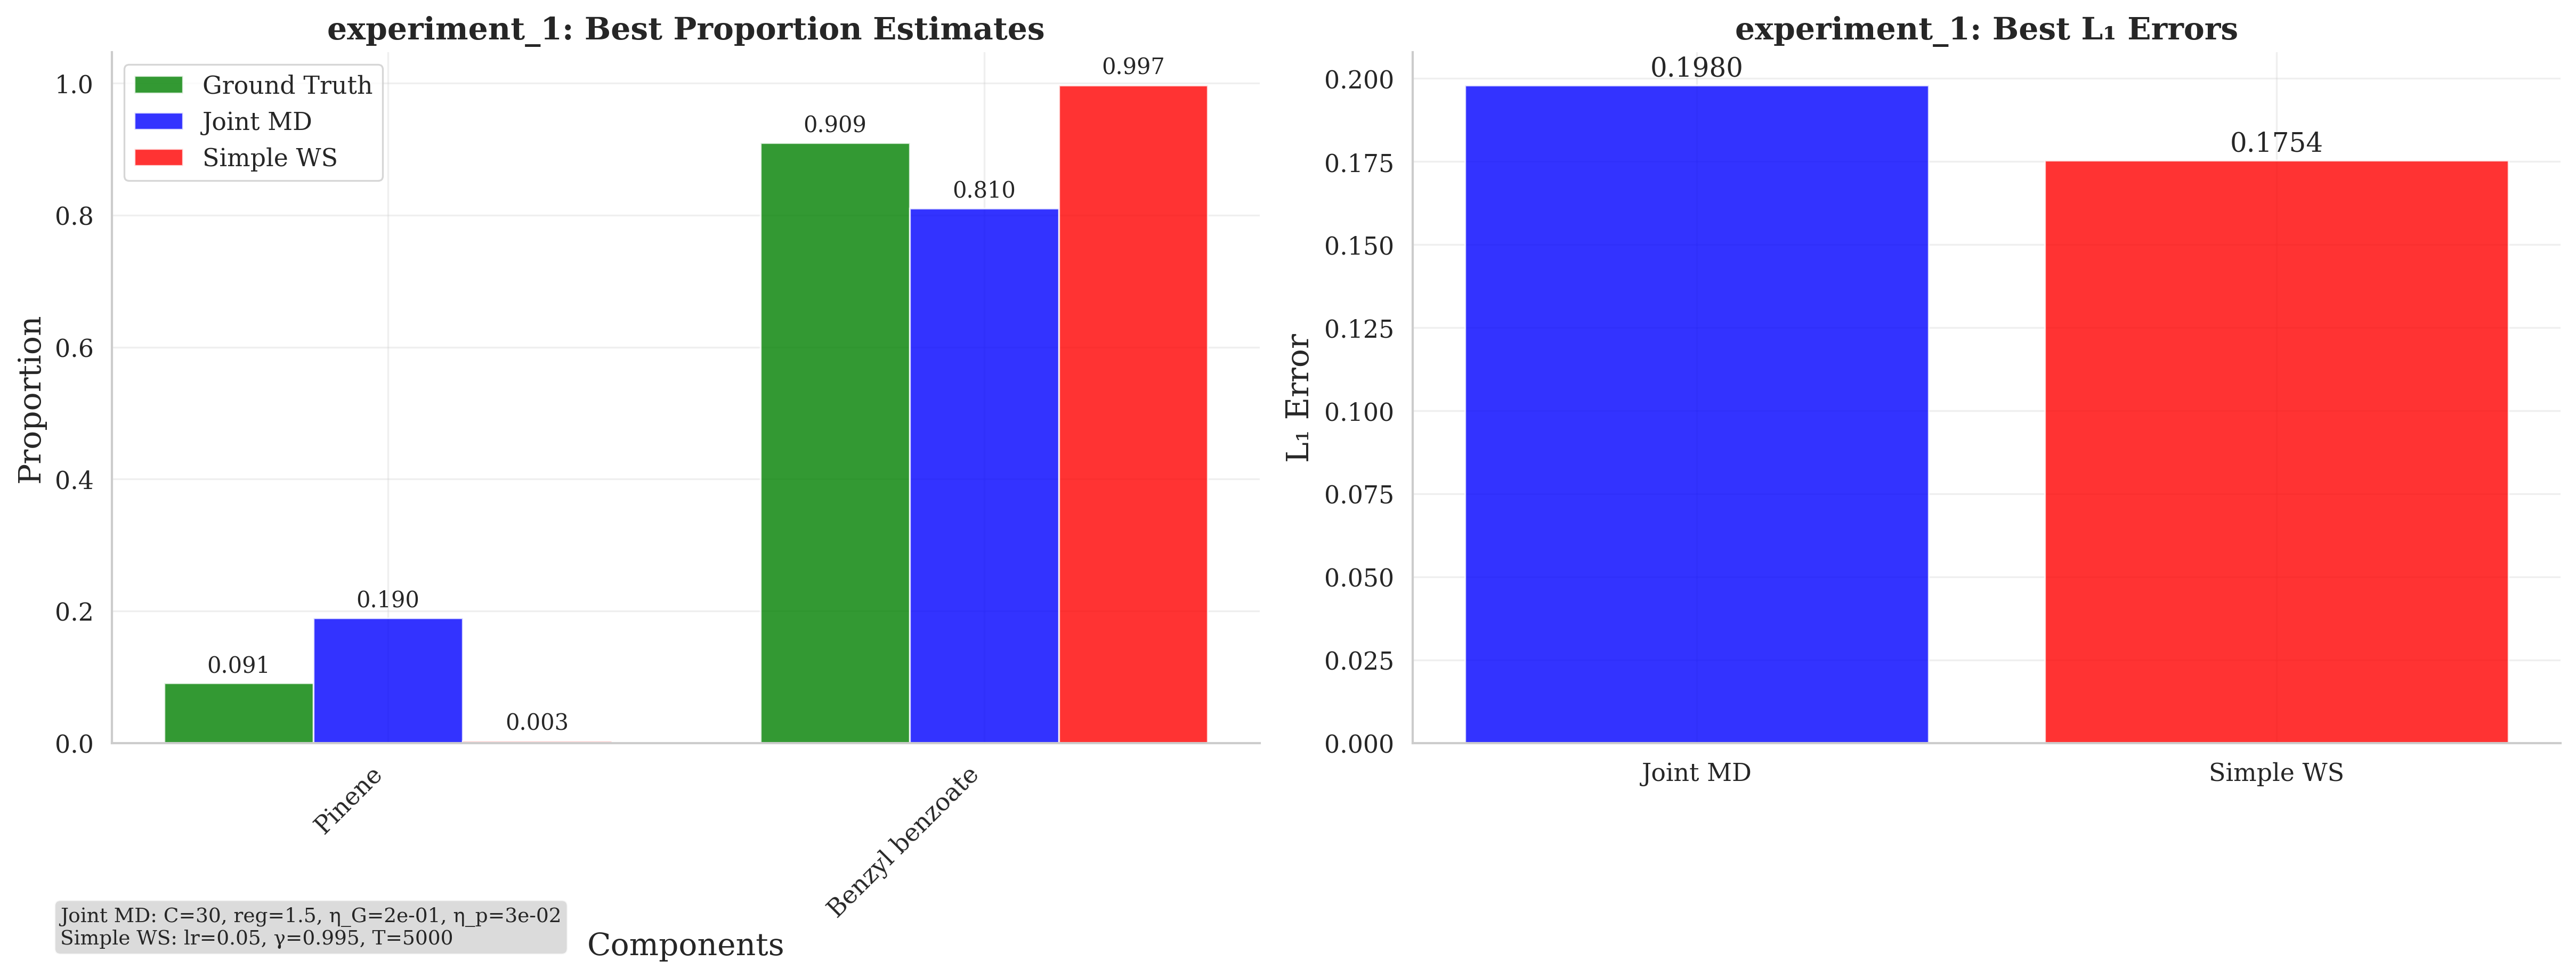 experiment_1: Best Proportion Estimates
Ground Truth
Joint MD
Simple WS
Proportion
1.0
0.8
0.6
0.4
0.2
0.0
0.091
0.190
0.003
0.909
0.810
0.997
Pinene
Benzyl benzoate
Components
Joint MD: C=30, reg=1.5, η_G=2e-01, η_p=3e-02
Simple WS: lr=0.05, γ=0.995, T=5000
experiment_1: Best L₁ Errors
L₁ Error
0.200
0.175
0.150
0.125
0.100
0.075
0.050
0.025
0.000
0.1980
0.1754
Joint MD
Simple WS